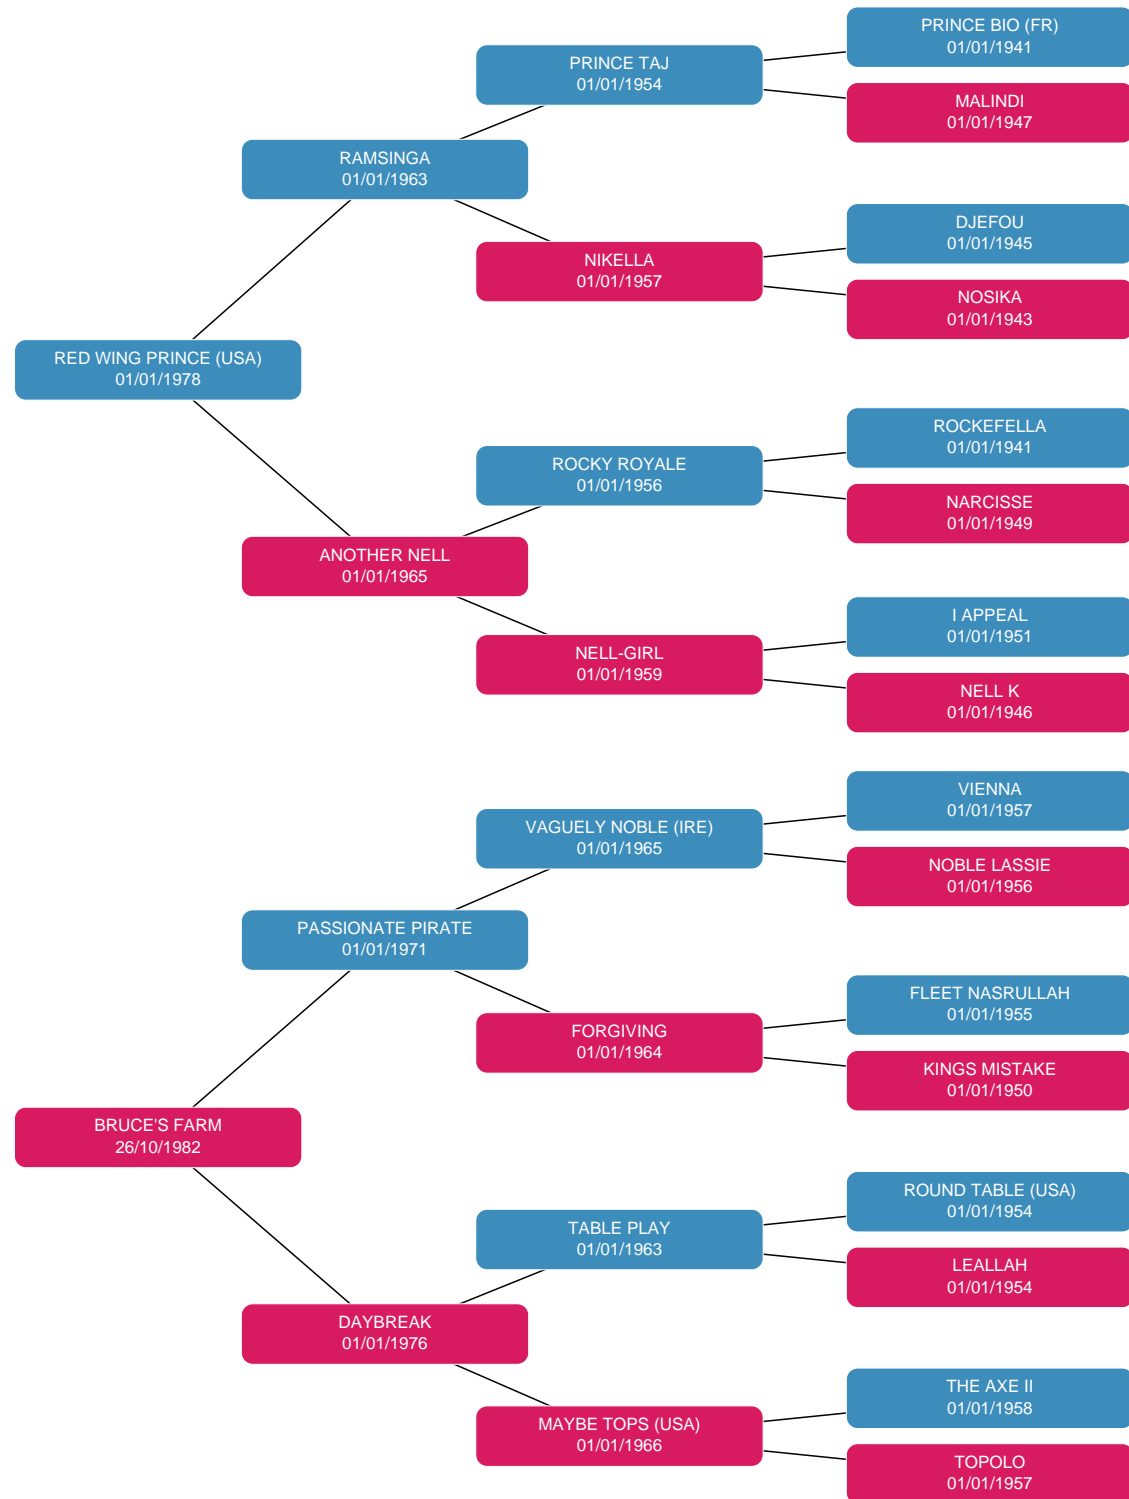 PRINCE BIO (FR)
01/01/1941
PRINCE TAJ
01/01/1954
MALINDI
01/01/1947
RAMSINGA
01/01/1963
DJEFOU
01/01/1945
NIKELLA
01/01/1957
NOSIKA
01/01/1943
RED WING PRINCE (USA)
01/01/1978
ROCKEFELLA
01/01/1941
ROCKY ROYALE
01/01/1956
NARCISSE
01/01/1949
ANOTHER NELL
01/01/1965
I APPEAL
01/01/1951
NELL-GIRL
01/01/1959
NELL K
01/01/1946
VIENNA
01/01/1957
VAGUELY NOBLE (IRE)
01/01/1965
NOBLE LASSIE
01/01/1956
PASSIONATE PIRATE
01/01/1971
FLEET NASRULLAH
01/01/1955
FORGIVING
01/01/1964
KINGS MISTAKE
01/01/1950
BRUCE'S FARM
26/10/1982
ROUND TABLE (USA)
01/01/1954
TABLE PLAY
01/01/1963
LEALLAH
01/01/1954
DAYBREAK
01/01/1976
THE AXE II
01/01/1958
MAYBE TOPS (USA)
01/01/1966
TOPOLO
01/01/1957